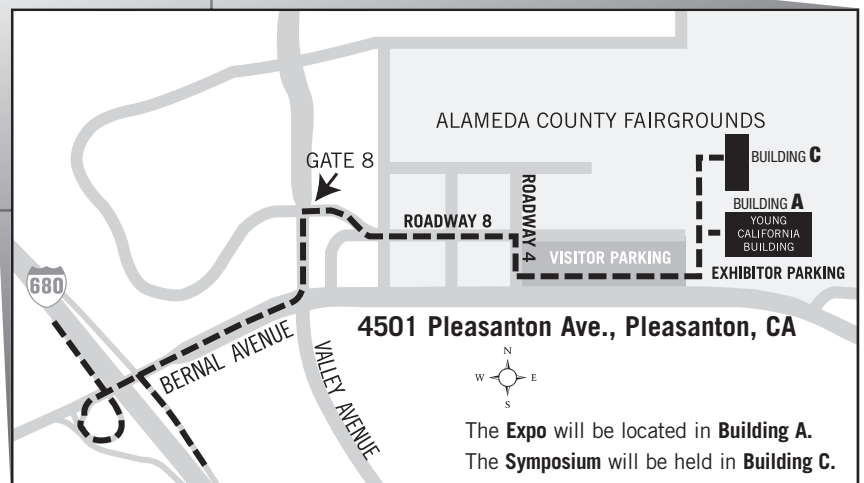 ALAMEDA COUNTY FAIRGROUNDS
BUILDING C
GATE 8
ROADWAY 4
BUILDING A
YOUNG
CALIFORNIA
BUILDING
ROADWAY 8
VISITOR PARKING
EXHIBITOR PARKING
680
4501 Pleasanton Ave., Pleasanton, CA
BERNAL AVENUE
VALLEY AVENUE
N
W E
S
The Expo will be located in Building A.
The Symposium will be held in Building C.